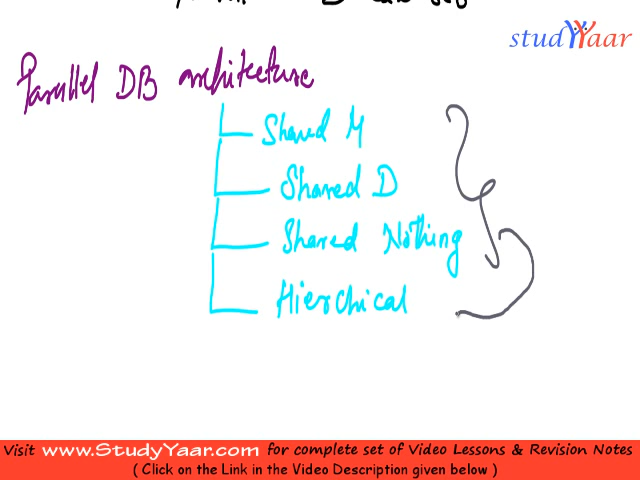 studYYaar
Parallel DB architecture
Shared M
Shared D
Shared Nothing
Hierchical
Visit www.StudyYaar.com for complete set of Video Lessons & Revision Notes
( Click on the Link in the Video Description given below )